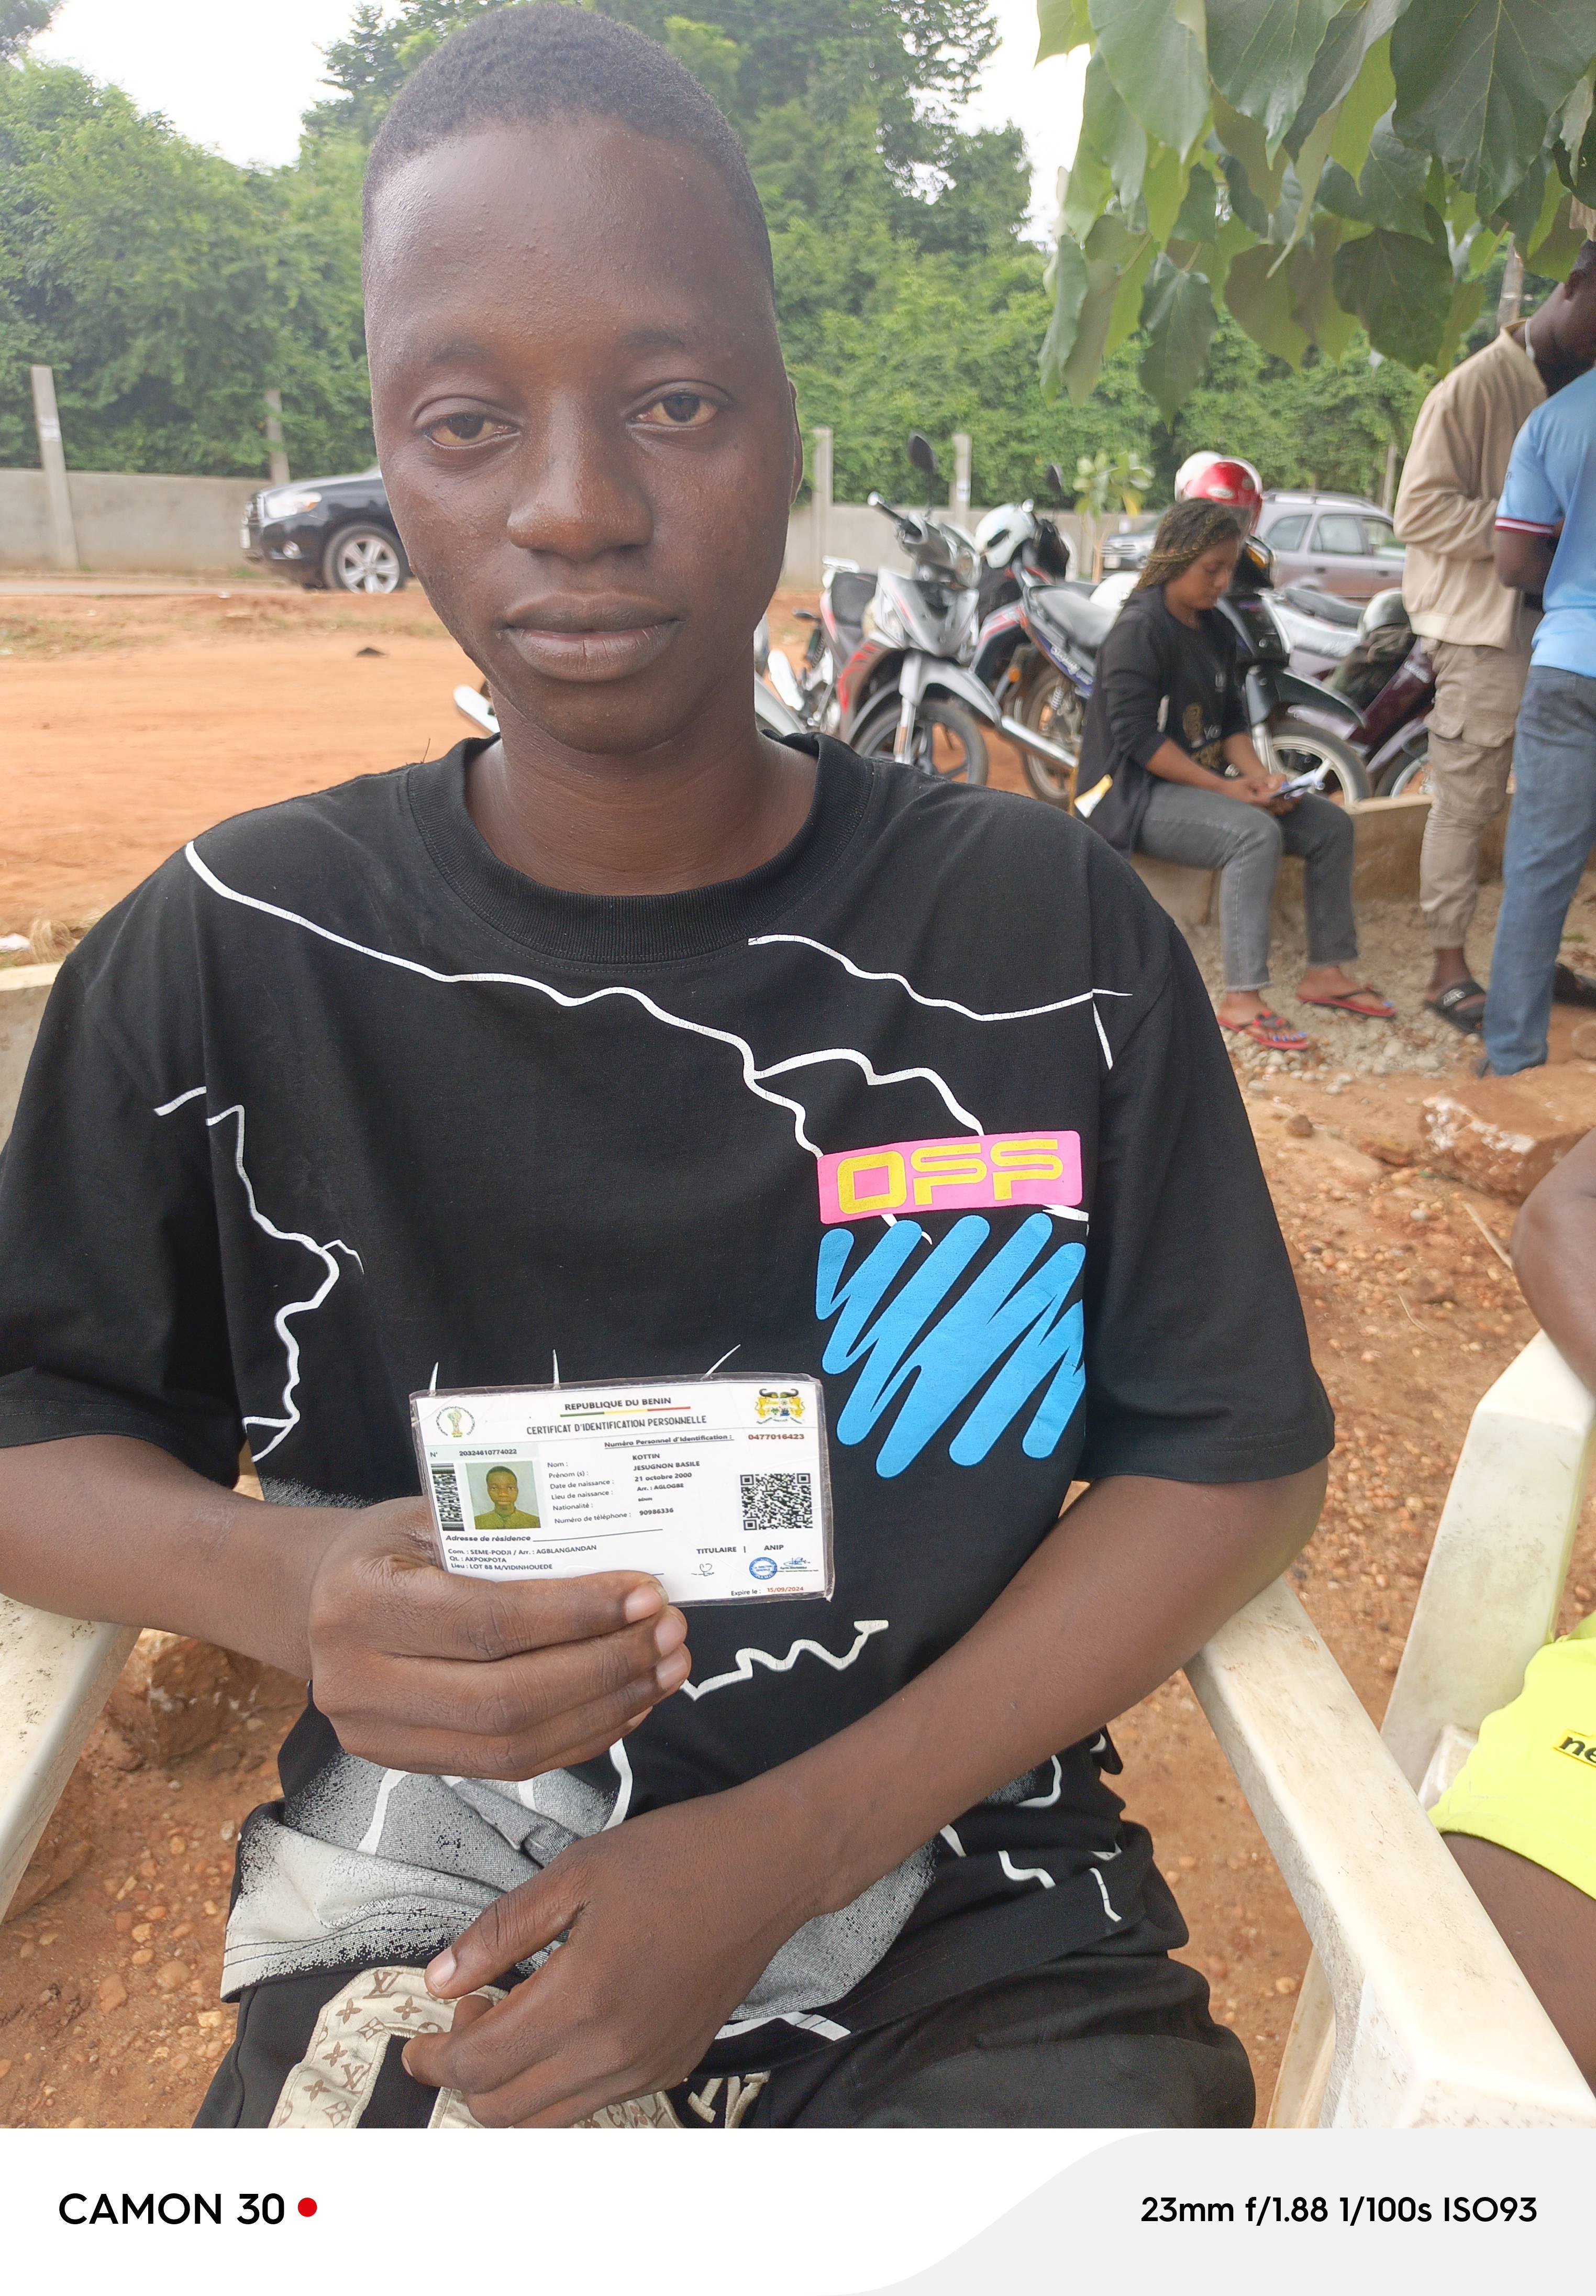 OFF
REPUBLIQUE DU BENIN
CERTIFICAT D'IDENTIFICATION PERSONNELLE
Numéro Personnel d'Identification : 0477016423
N° 20324610774022
Nom : KOTTIN
Prénom (s) : JESUGNON BASILE
Date de naissance : 21 octobre 2000
Lieu de naissance : Arr. : AGLOGBE
Nationalité :
Numéro de téléphone : 90986336
Adresse de résidence
Com. : SEME-PODJI / Arr. : AGBLANGANDAN
Qt. : AKPOKPOTA
Lieu : LOT 88 M/VIDINHOUEDE
TITULAIRE | ANIP
Expire le : 15/09/2024
ne
CAMON 30
23mm f/1.88 1/100s ISO93